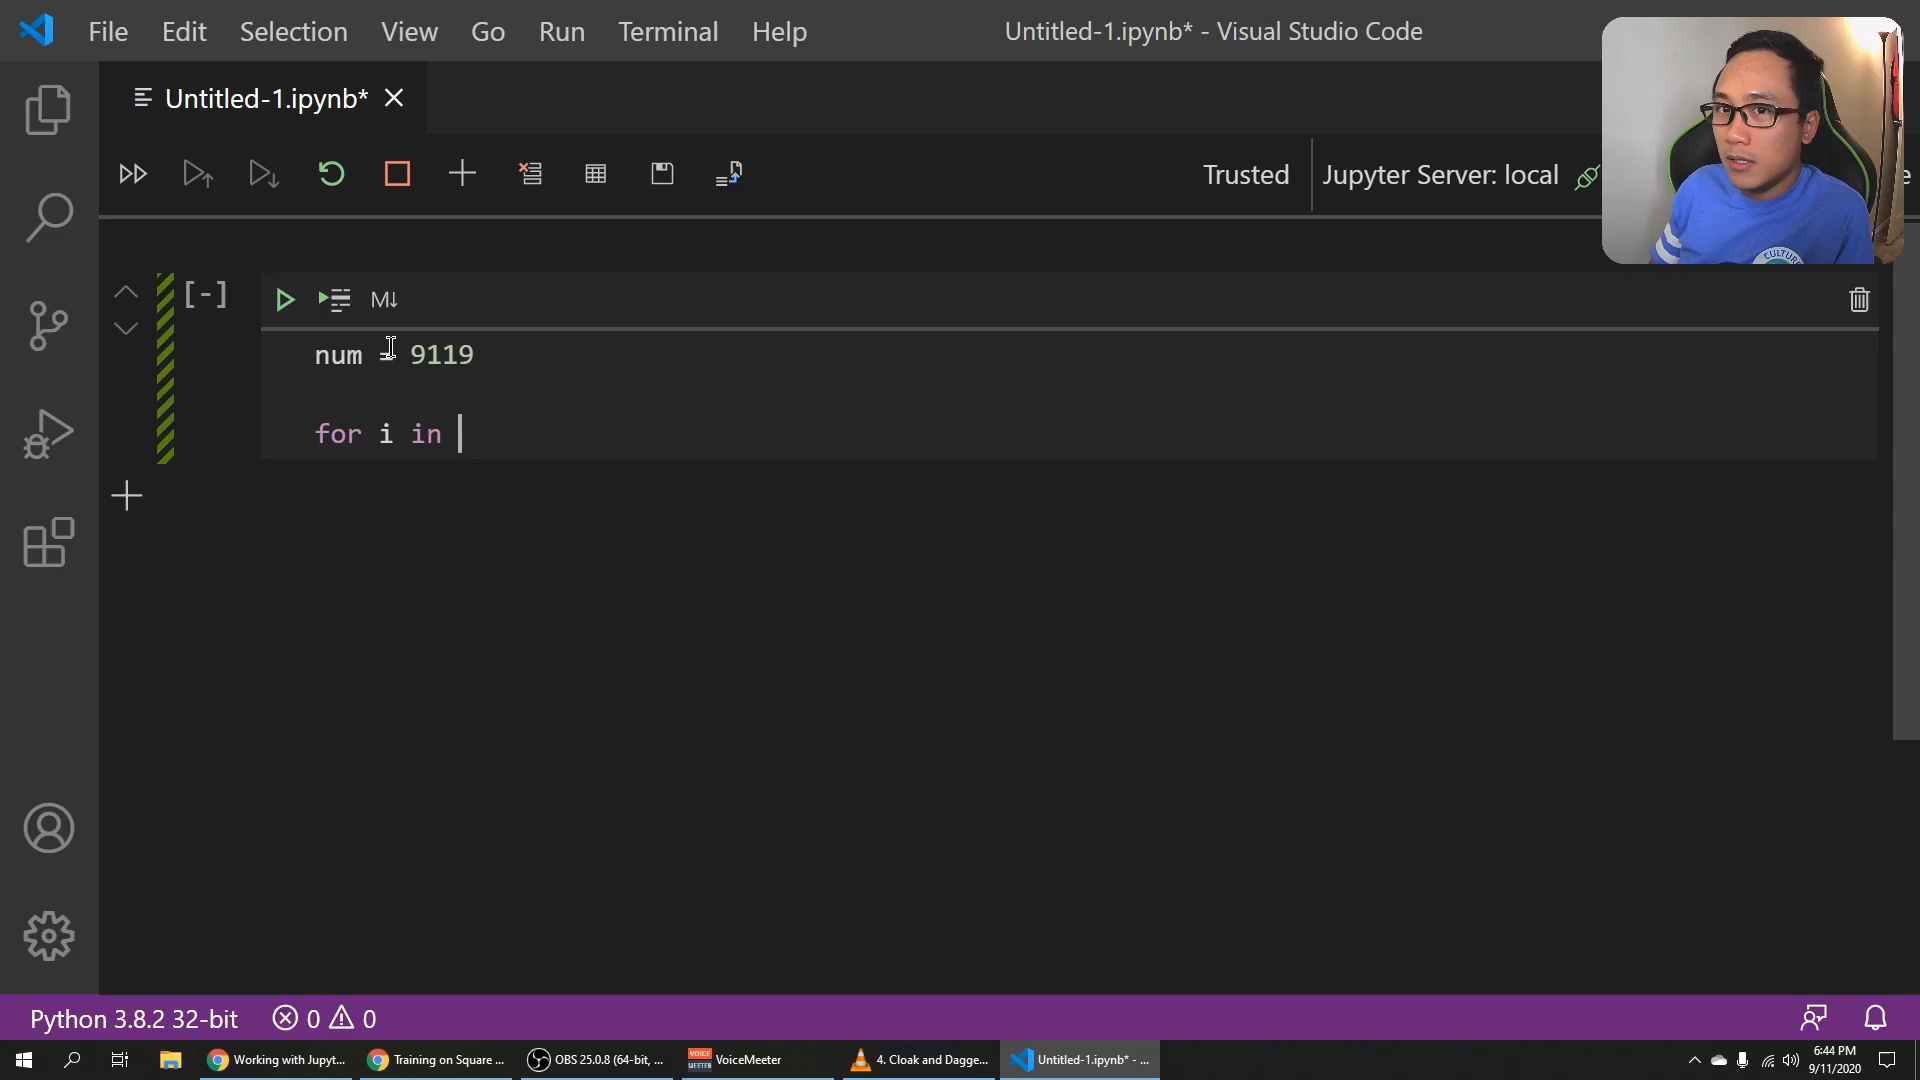 File Edit Selection View Go Run Terminal Help Untitled-1.ipynb* - Visual Studio Code
Untitled-1.ipynb*
Trusted Jupyter Server: local
[-] M↓
num = 9119
for i in
CULTURE
Python 3.8.2 32-bit 0 0
Working with Jupyt... Training on Square ... OBS 25.0.8 (64-bit, ... VOICE MEETER VoiceMeeter 4. Cloak and Dagge... Untitled-1.ipynb* - ...
6:44 PM
9/11/2020